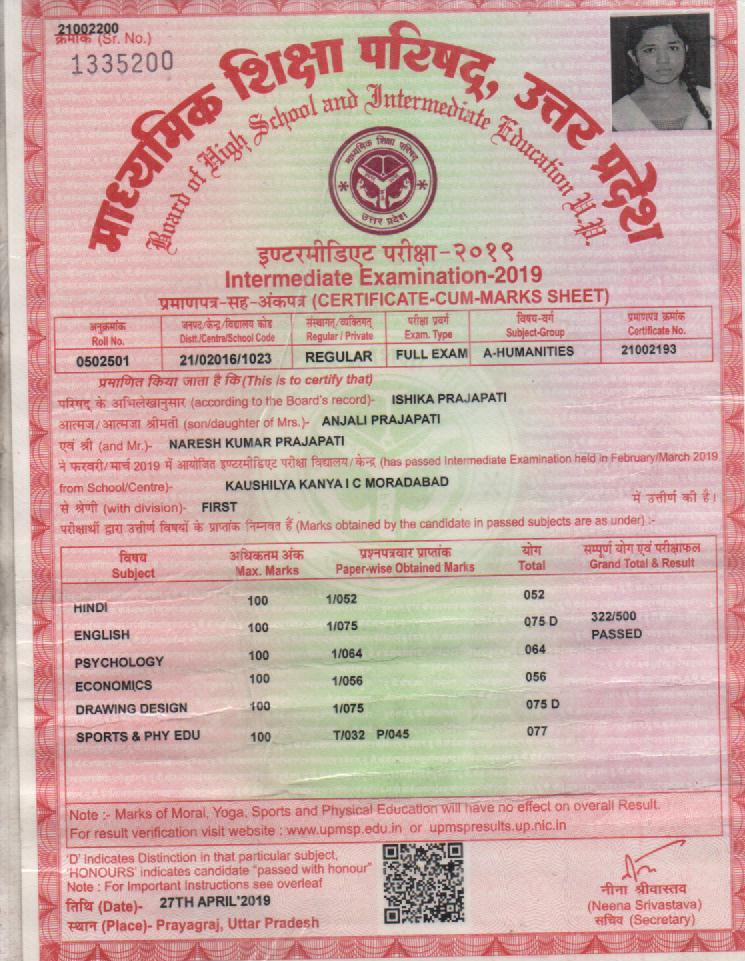 21002200
क्रमांक (Sr. No.)
1335200
माध्यमिक शिक्षा परिषद्, उत्तर प्रदेश
Board of High School and Intermediate Education U.P.
माध्यमिक शिक्षा परिषद्
उत्तर प्रदेश
इण्टरमीडिएट परीक्षा-२०१९
Intermediate Examination-2019
प्रमाणपत्र-सह-अंकपत्र (CERTIFICATE-CUM-MARKS SHEET)
अनुक्रमांक जनपद/केन्द्र/विद्यालय कोड संस्थागत/व्यक्तिगत परीक्षा प्रवर्ग विषय-वर्ग प्रमाणपत्र क्रमांक
Roll No. Distt./Centre/School Code Regular / Private Exam. Type Subject-Group Certificate No.
0502501 21/02016/1023 REGULAR FULL EXAM A-HUMANITIES 21002193
प्रमाणित किया जाता है कि (This is to certify that)
परिषद के अभिलेखानुसार (according to the Board's record)- ISHIKA PRAJAPATI
आत्मज/आत्मजा श्रीमती (son/daughter of Mrs.)- ANJALI PRAJAPATI
एवं श्री (and Mr.)- NARESH KUMAR PRAJAPATI
ने फरवरी/मार्च 2019 में आयोजित इण्टरमीडिएट परीक्षा विद्यालय/केन्द्र (has passed Intermediate Examination held in February/March 2019
from School/Centre)- KAUSHILYA KANYA I C MORADABAD
से श्रेणी (with division)- FIRST में उत्तीर्ण की है।
परीक्षार्थी द्वारा उत्तीर्ण विषयों के प्राप्तांक निम्नवत हैं (Marks obtained by the candidate in passed subjects are as under) :-
विषय अधिकतम अंक प्रश्नपत्रवार प्राप्तांक योग सम्पूर्ण योग एवं परीक्षाफल
Subject Max. Marks Paper-wise Obtained Marks Total Grand Total & Result
HINDI 100 1/052 052
ENGLISH 100 1/075 075 D 322/500
PASSED
PSYCHOLOGY 100 1/064 064
ECONOMICS 100 1/056 056
DRAWING DESIGN 100 1/075 075 D
SPORTS & PHY EDU 100 T/032 P/045 077
Note :- Marks of Moral, Yoga, Sports and Physical Education will have no effect on overall Result.
For result verification visit website : www.upmsp.edu.in or upmspresults.up.nic.in
'D' indicates Distinction in that particular subject,
'HONOURS' indicates candidate "passed with honour"
Note : For Important Instructions see overleaf
तिथि (Date)- 27TH APRIL'2019
स्थान (Place)- Prayagraj, Uttar Pradesh
नीना श्रीवास्तव
(Neena Srivastava)
सचिव (Secretary)